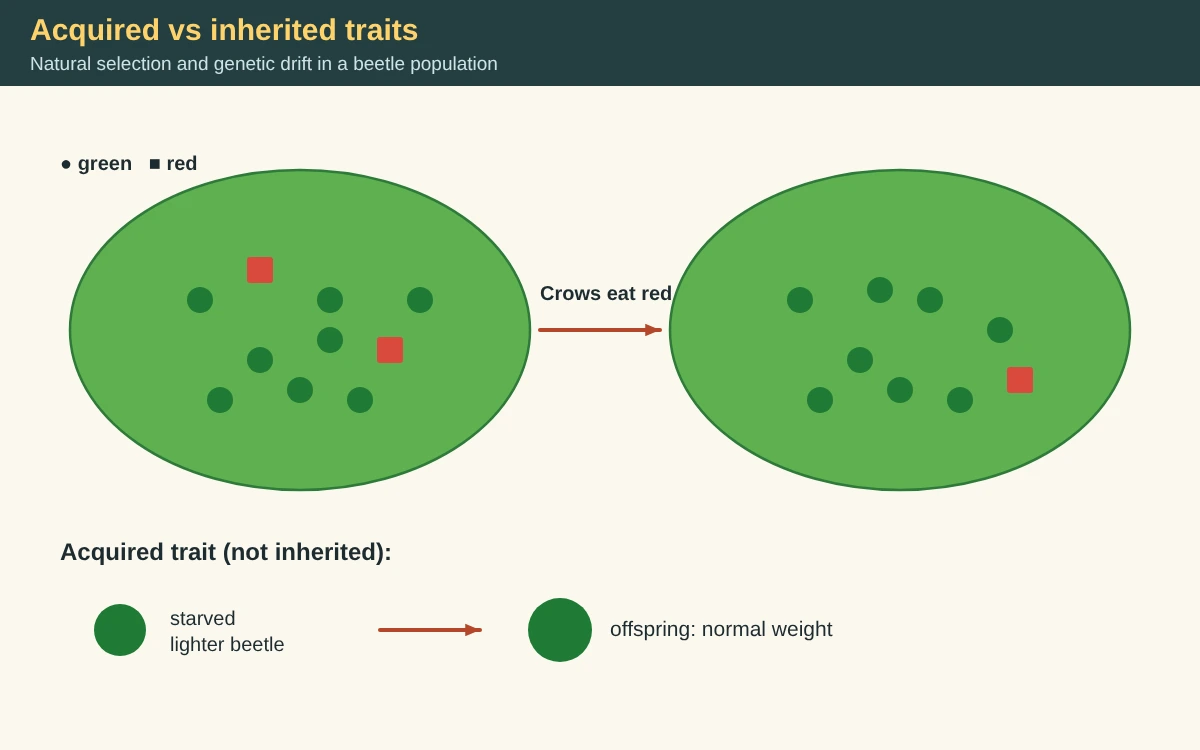 Acquired vs inherited traits
Natural selection and genetic drift in a beetle population
● green ■ red
Crows eat red
Acquired trait (not inherited):
starved
lighter beetle
offspring: normal weight